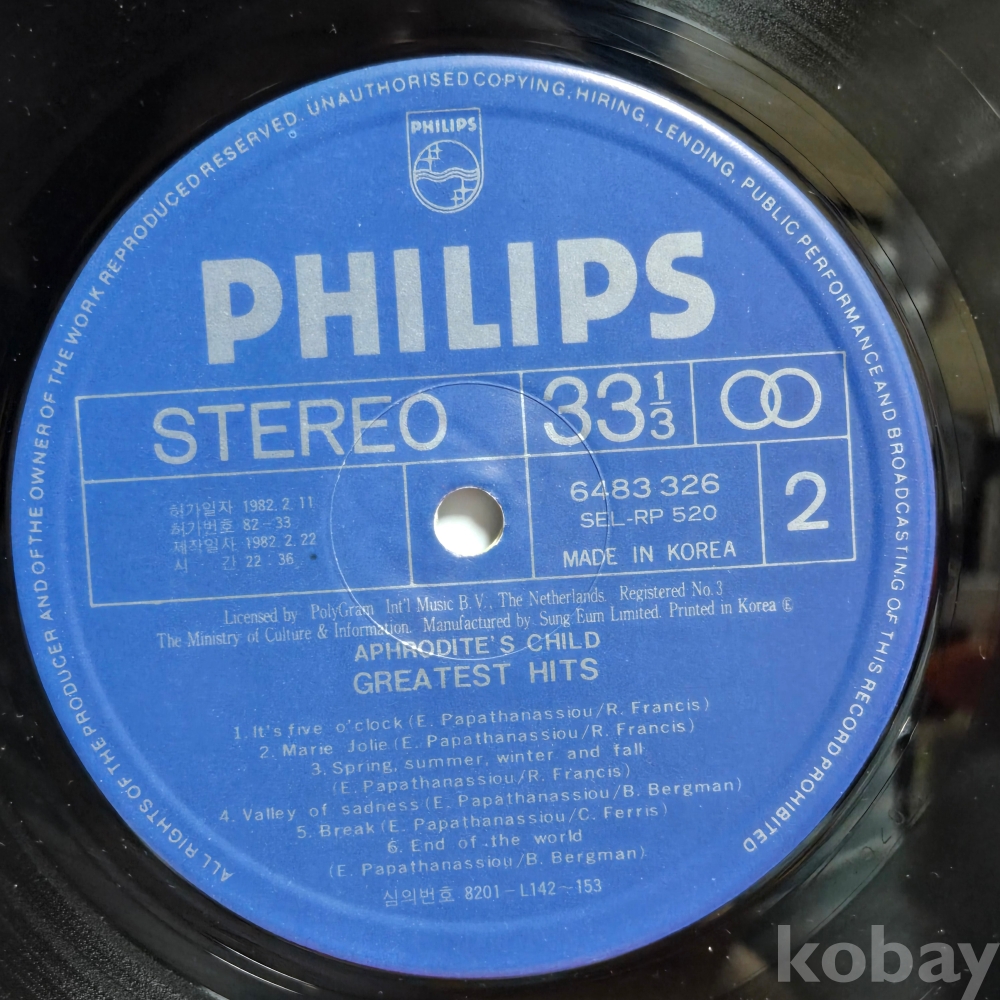 ALL RIGHTS OF THE PRODUCER AND OF THE OWNER OF THE WORK REPRODUCED RESERVED. UNAUTHORISED COPYING, HIRING, LENDING, PUBLIC PERFORMANCE AND BROADCASTING OF THIS RECORD PROHIBITED
PHILIPS
PHILIPS
STEREO
33 1/3
허가일자 1982. 2. 11
허가번호 82-33
제작일자 1982. 2. 22
시 간 22:36
6483 326
SEL-RP 520
MADE IN KOREA
2
Licensed by PolyGram Int'l Music B.V., The Netherlands. Registered No. 3
The Ministry of Culture & Information. Manufactured by Sung Eum Limited. Printed in Korea Ⓔ
APHRODITE'S CHILD
GREATEST HITS
1. It's five o'clock (E. Papathanassiou/R. Francis)
2. Marie Jolie (E. Papathanassiou/R. Francis)
3. Spring, summer, winter and fall
(E. Papathanassiou/R. Francis)
4. Valley of sadness (E. Papathanassiou/B. Bergman)
5. Break (E. Papathanassiou/C. Ferris)
6. End of the world
(E. Papathanassiou/B. Bergman)
심의번호 8201-L142~153
kobay